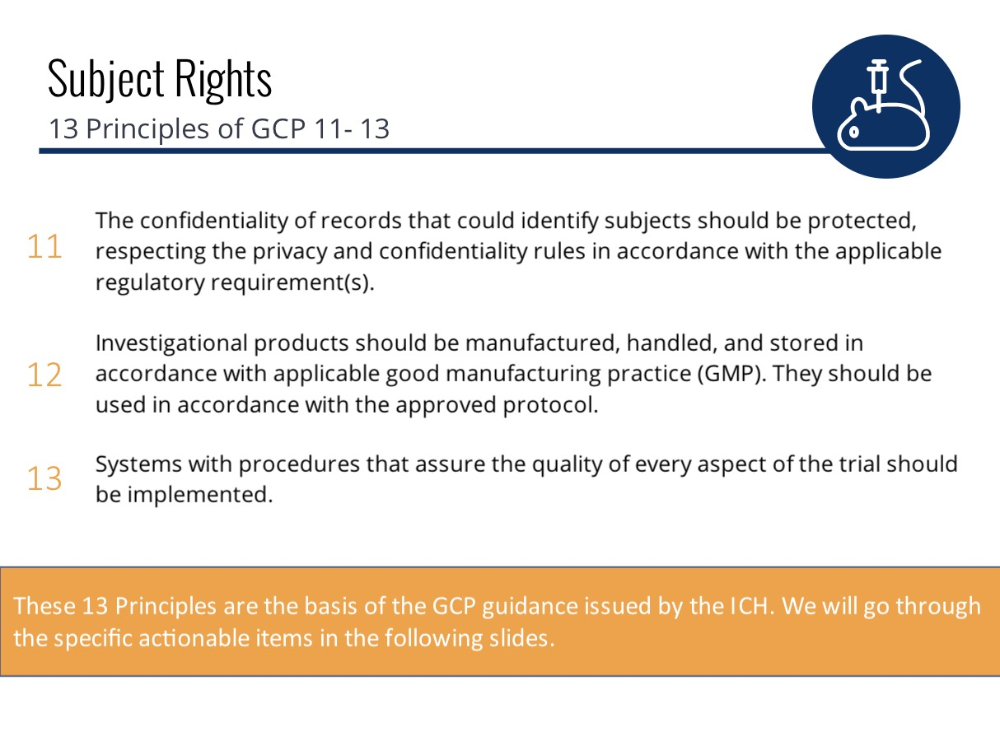 Subject Rights
13 Principles of GCP 11- 13
11
The confidentiality of records that could identify subjects should be protected,
respecting the privacy and confidentiality rules in accordance with the applicable
regulatory requirement(s).
12
Investigational products should be manufactured, handled, and stored in
accordance with applicable good manufacturing practice (GMP). They should be
used in accordance with the approved protocol.
13
Systems with procedures that assure the quality of every aspect of the trial should
be implemented.
These 13 Principles are the basis of the GCP guidance issued by the ICH. We will go through
the specific actionable items in the following slides.